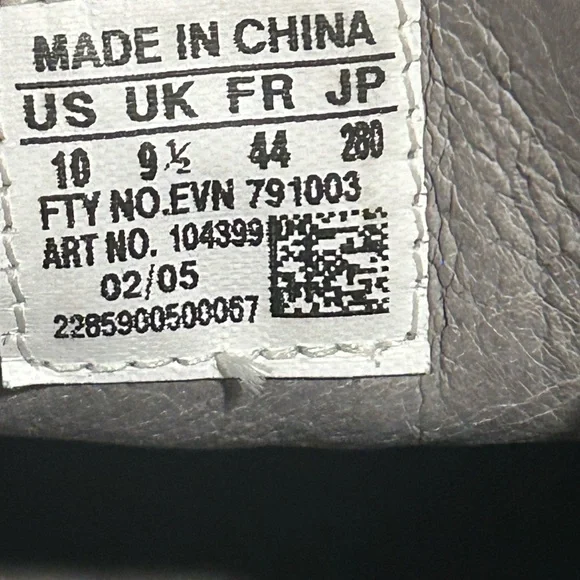 MADE IN CHINA
US UK FR JP
10 9½ 44 280
FTY NO.EVN 791003
ART NO. 104399
02/05
2285900500067